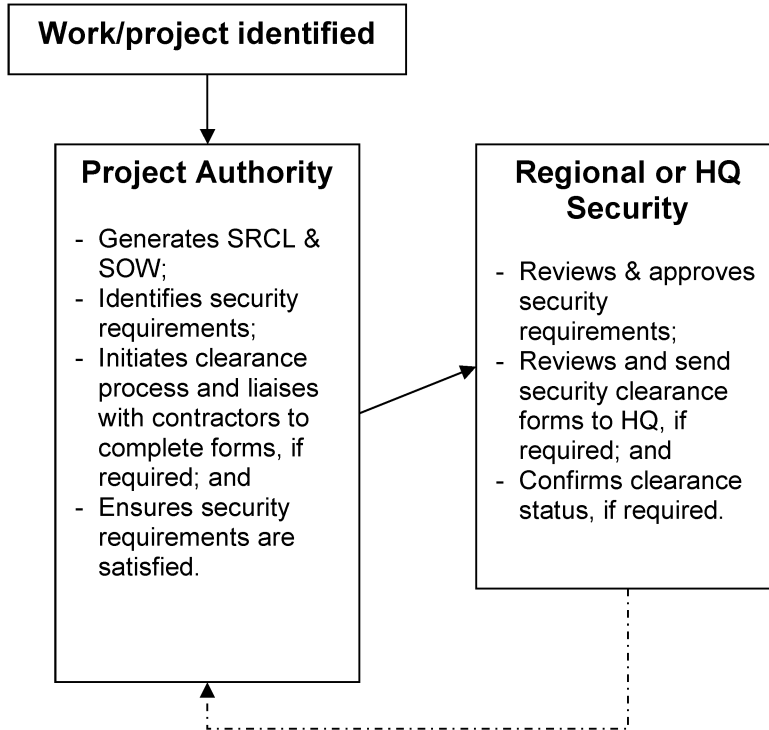 Work/project identified
Project Authority
- Generates SRCL &
SOW;
- Identifies security
requirements;
- Initiates clearance
process and liaises
with contractors to
complete forms, if
required; and
- Ensures security
requirements are
satisfied.
Regional or HQ
Security
- Reviews & approves
security
requirements;
- Reviews and send
security clearance
forms to HQ, if
required; and
- Confirms clearance
status, if required.